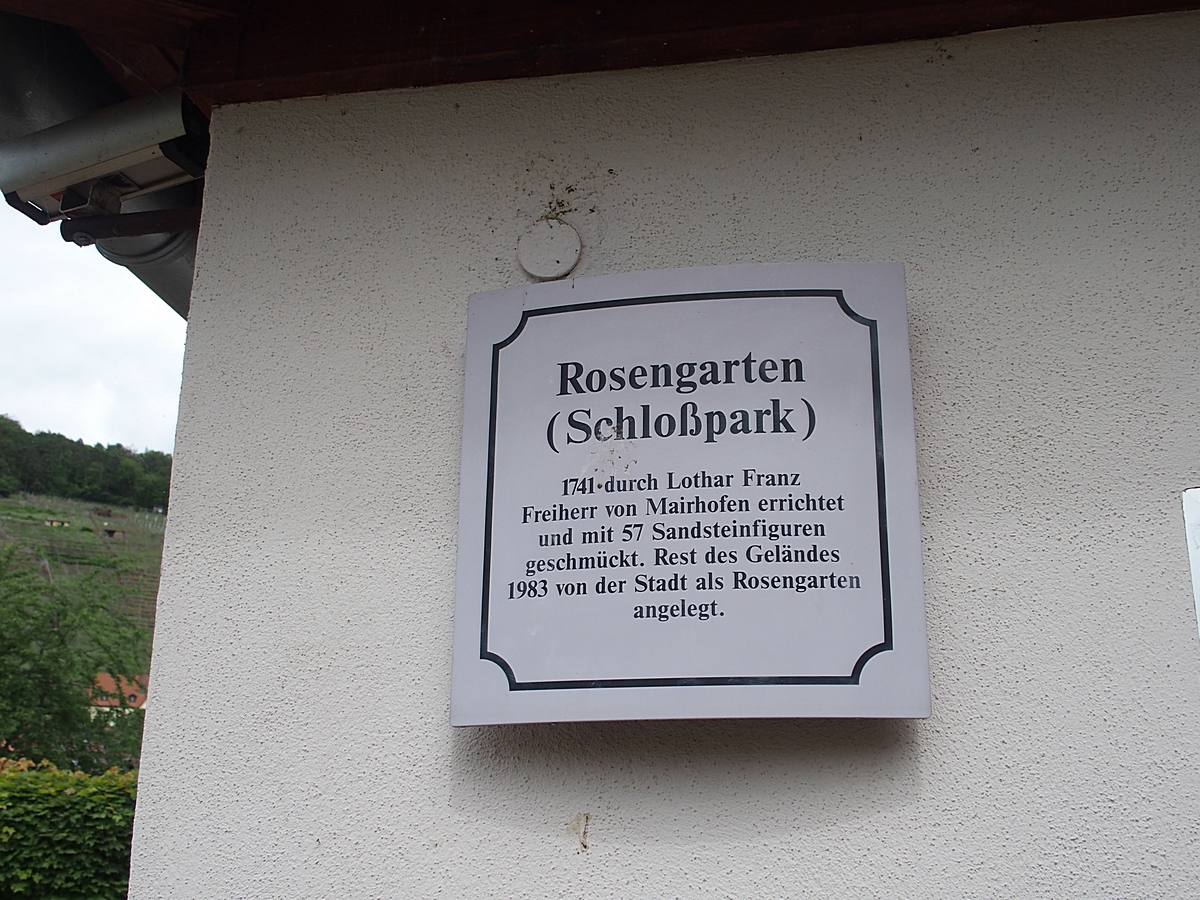 Rosengarten
(Schloßpark)
1741 durch Lothar Franz
Freiherr von Mairhofen errichtet
und mit 57 Sandsteinfiguren
geschmückt. Rest des Geländes
1983 von der Stadt als Rosengarten
angelegt.